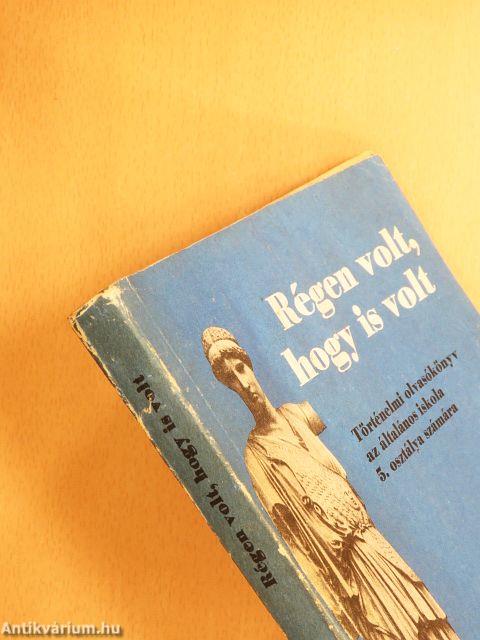 Régen volt,
hogy is volt
Történelmi olvasókönyv
az általános iskola
5. osztálya számára
Régen volt, hogy is volt
Antikvárium.hu